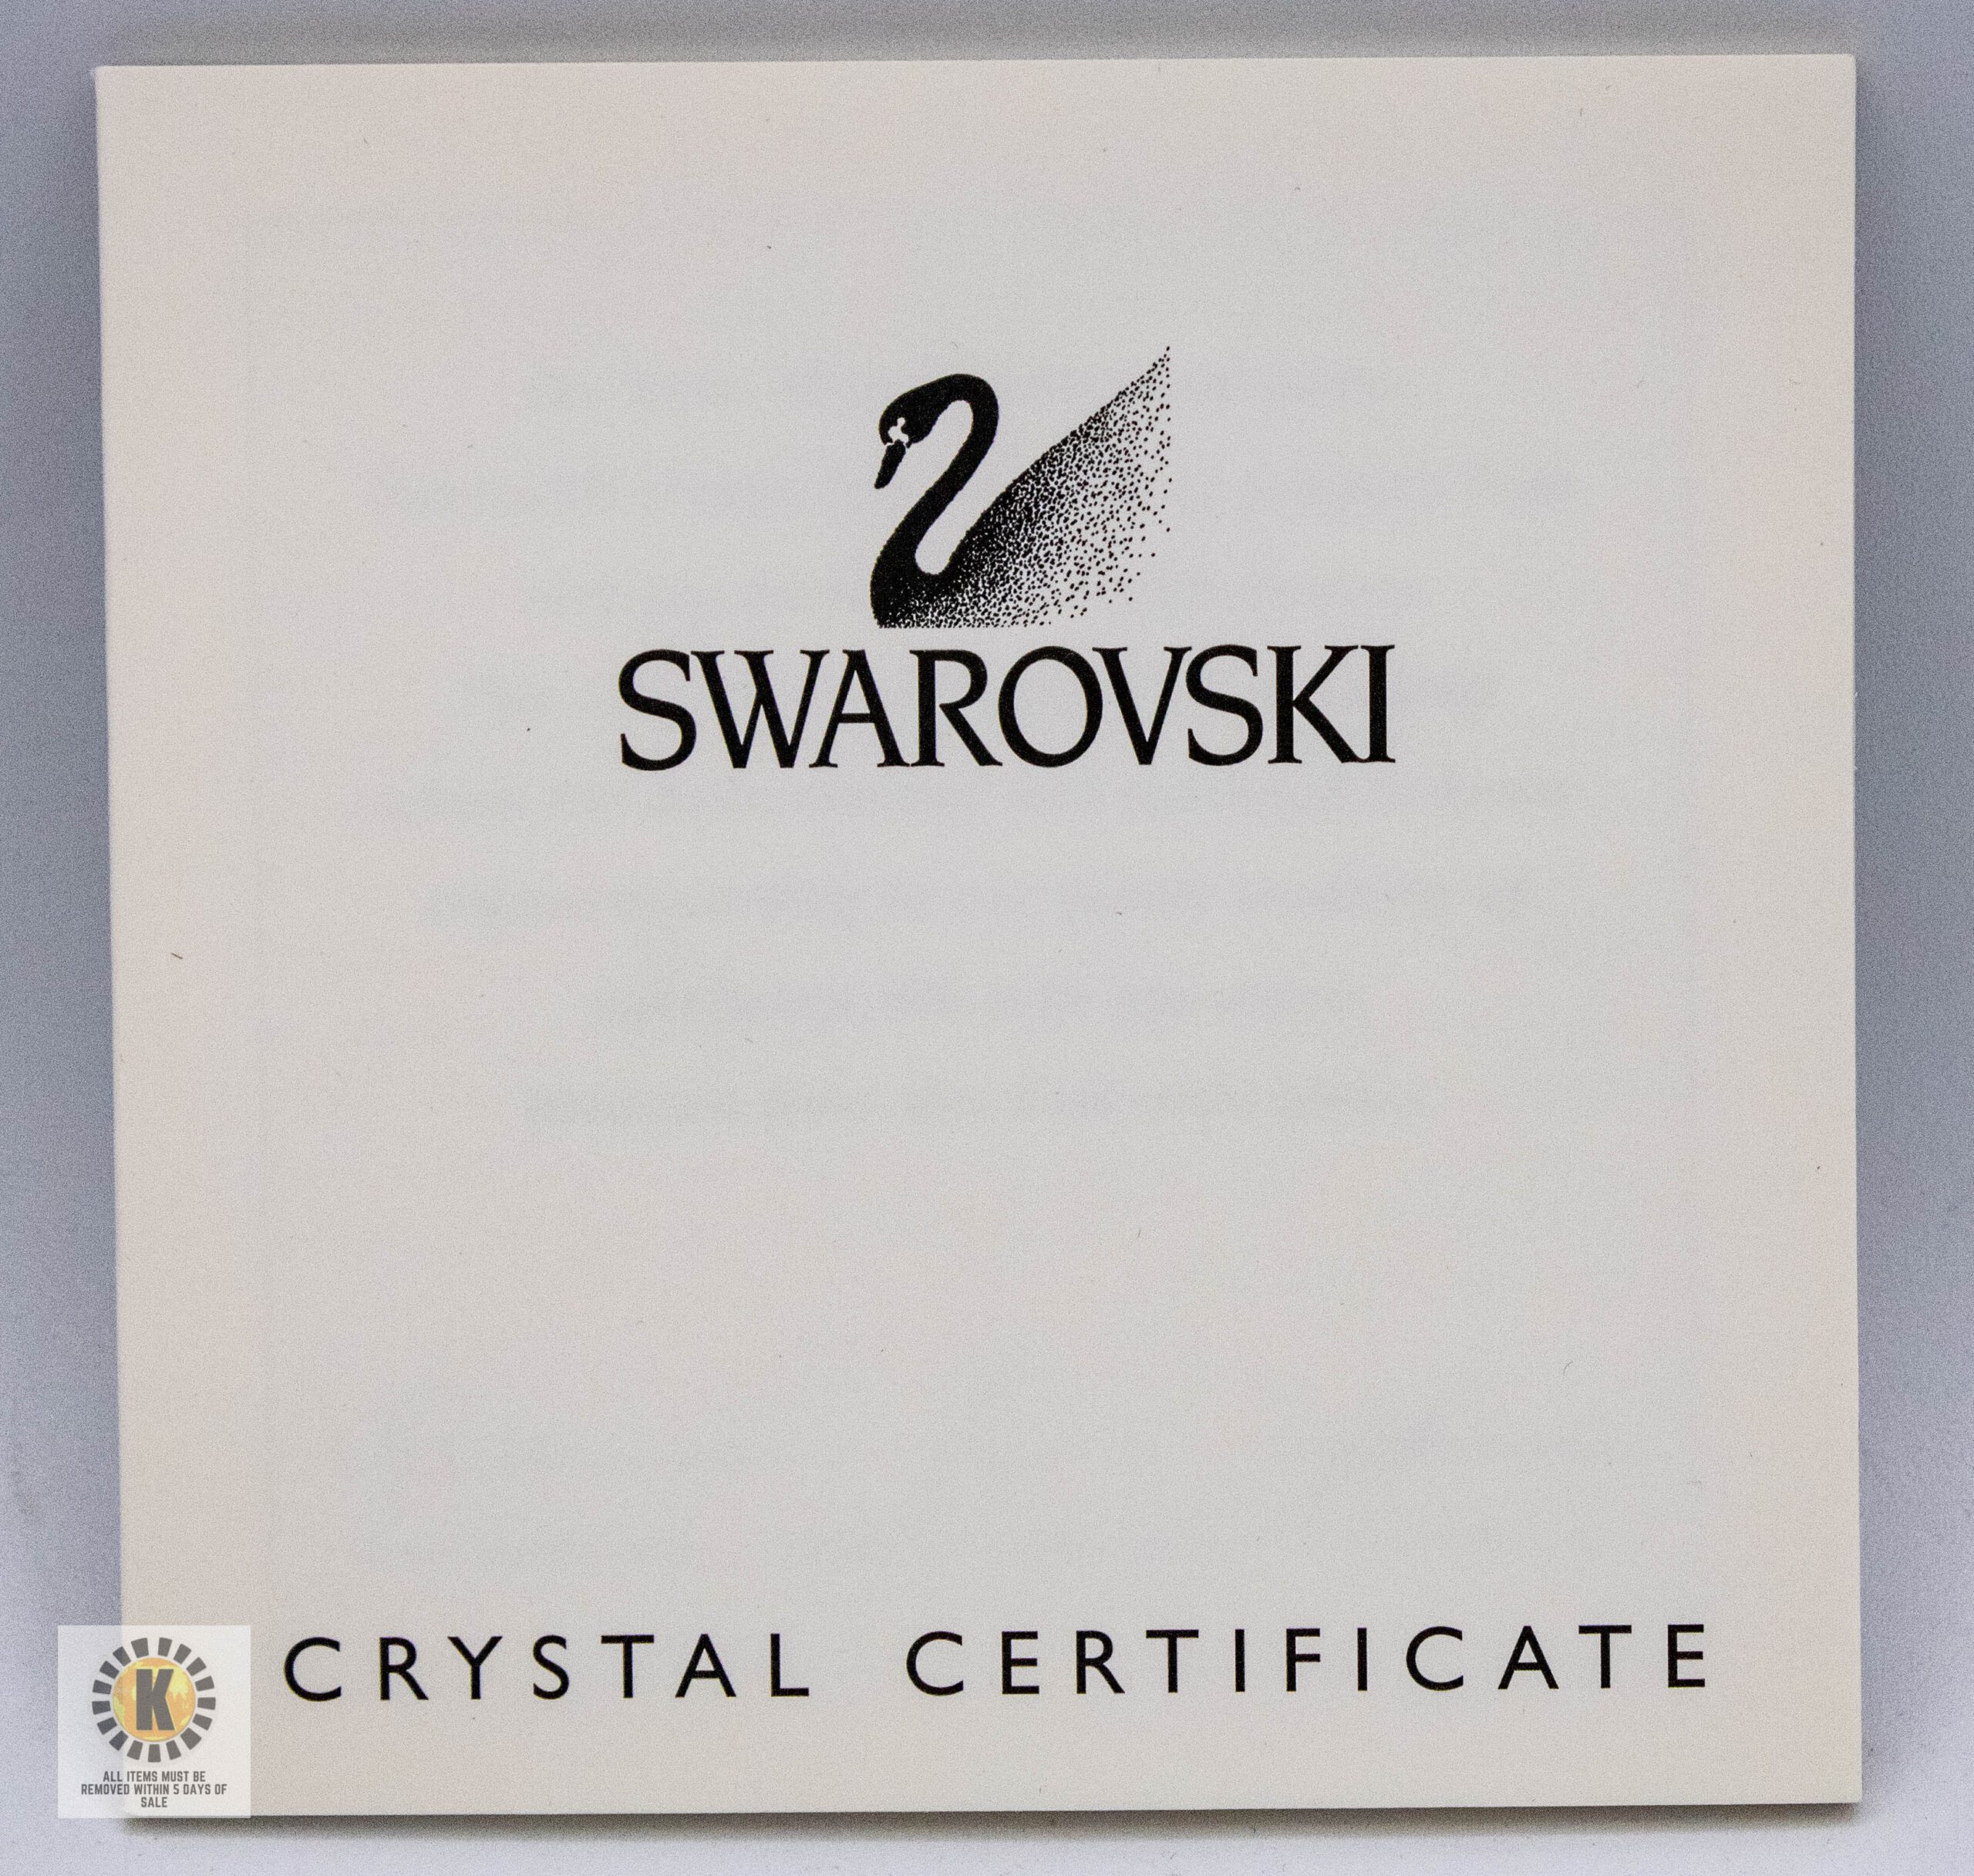 SWAROVSKI
CRYSTAL CERTIFICATE
K
ALL ITEMS MUST BE
REMOVED WITHIN 5 DAYS OF
SALE